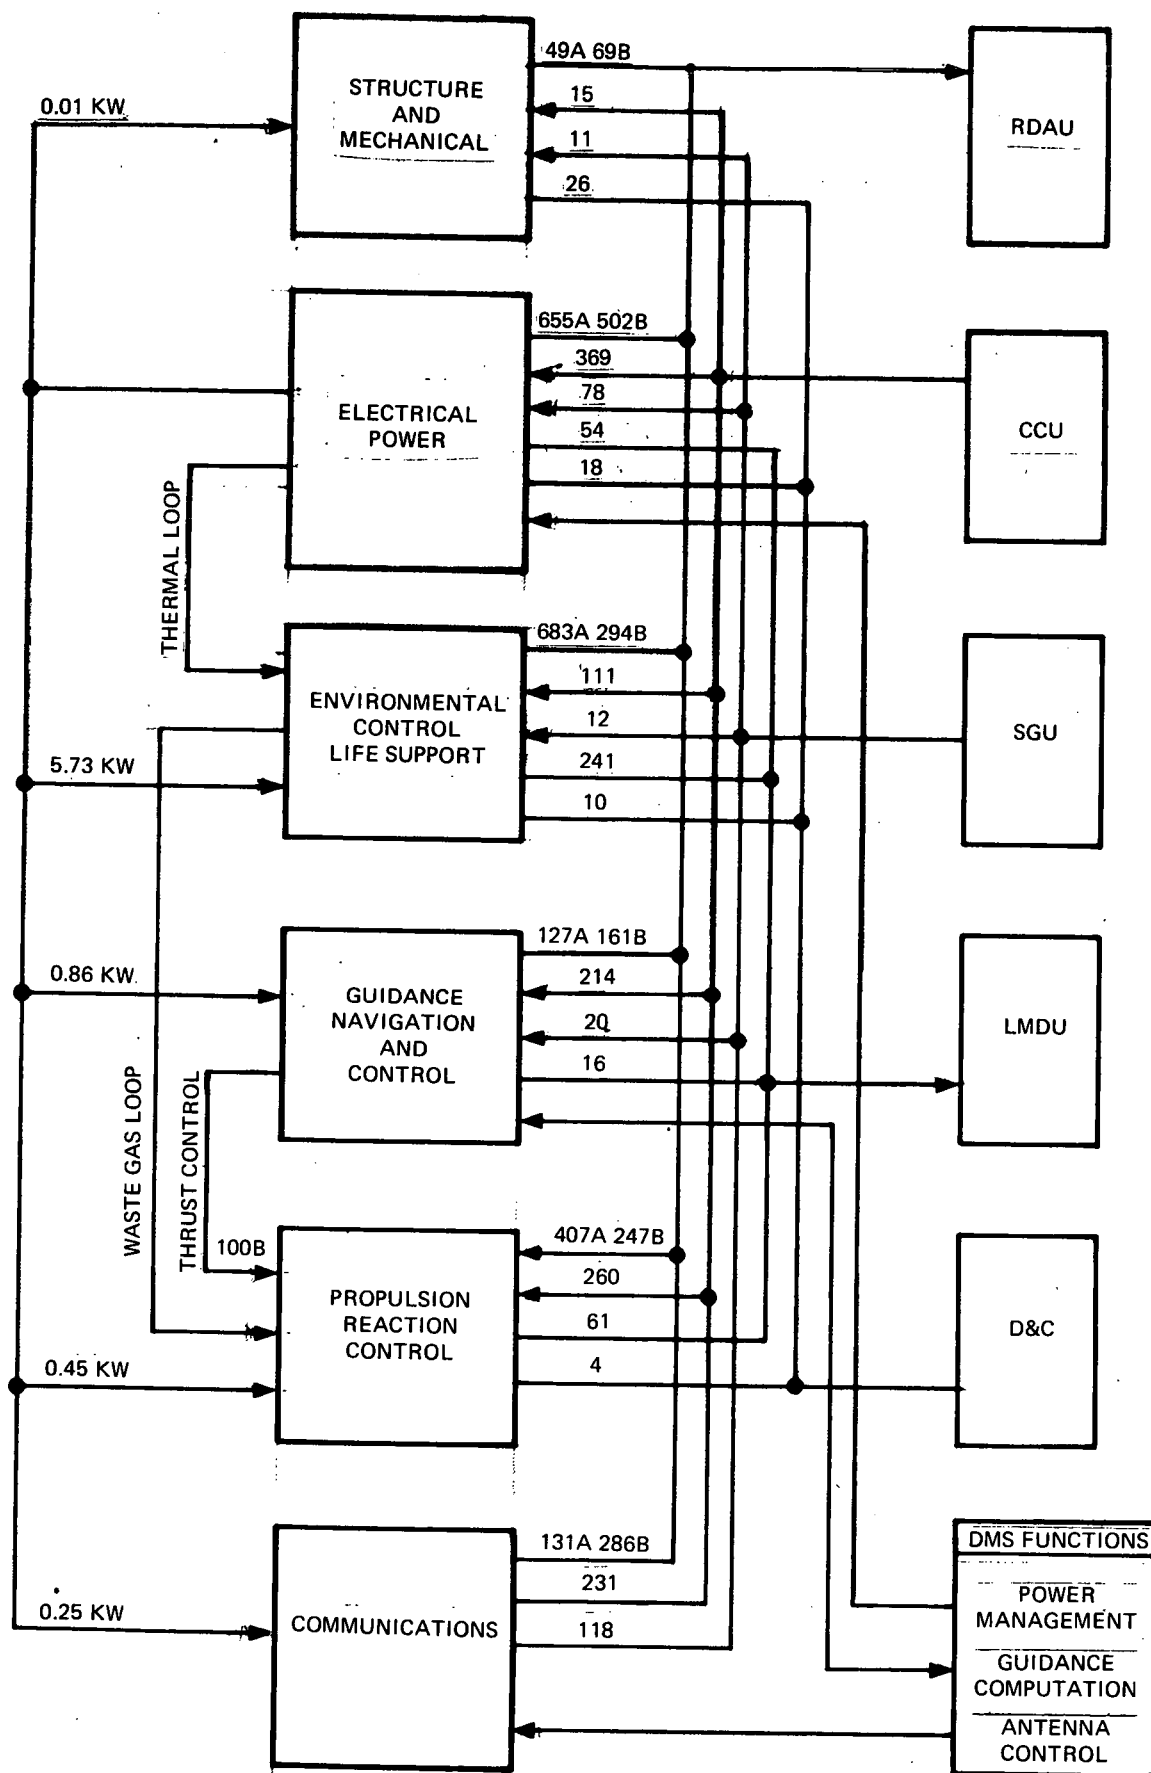 49A 69B
15
11
26
0.01 KW
STRUCTURE
AND
MECHANICAL
RDAU
655A 502B
369
78
54
18
ELECTRICAL
POWER
CCU
THERMAL LOOP
683A 294B
111
12
241
10
ENVIRONMENTAL
CONTROL
LIFE SUPPORT
5.73 KW
SGU
127A 161B
214
20
16
0.86 KW
GUIDANCE
NAVIGATION
AND
CONTROL
LMDU
WASTE GAS LOOP
THRUST CONTROL
100B
407A 247B
260
61
4
PROPULSION
REACTION
CONTROL
0.45 KW
D&C
131A 286B
231
118
0.25 KW
COMMUNICATIONS
DMS FUNCTIONS
POWER
MANAGEMENT
GUIDANCE
COMPUTATION
ANTENNA
CONTROL